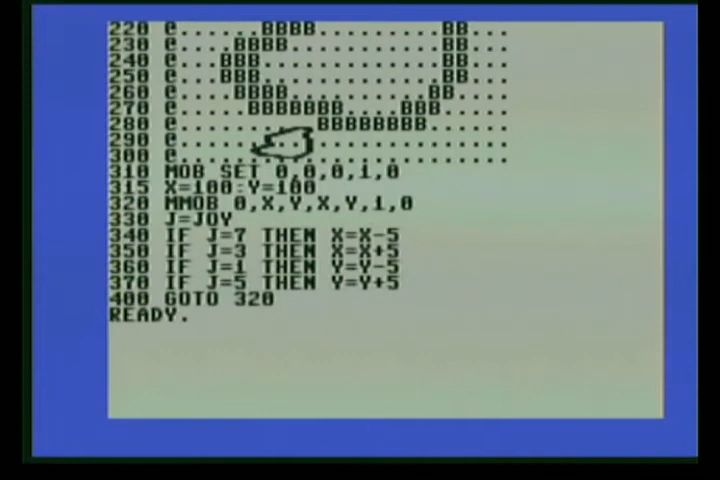 220 @......BBBB.........BB...
230 @....BBBB...........BB...
240 @...BBB.............BB...
250 @...BBB.............BB...
260 @....BBBB..........BB....
270 @.....BBBBBBB....BBB.....
280 @..........BBBBBBBB......
290 @........................
300 @........................
310 MOB SET 0,0,0,1,0
315 X=100:Y=100
320 MMOB 0,X,Y,X,Y,1,0
330 J=JOY
340 IF J=7 THEN X=X-5
350 IF J=3 THEN X=X+5
360 IF J=1 THEN Y=Y-5
370 IF J=5 THEN Y=Y+5
400 GOTO 320
READY.